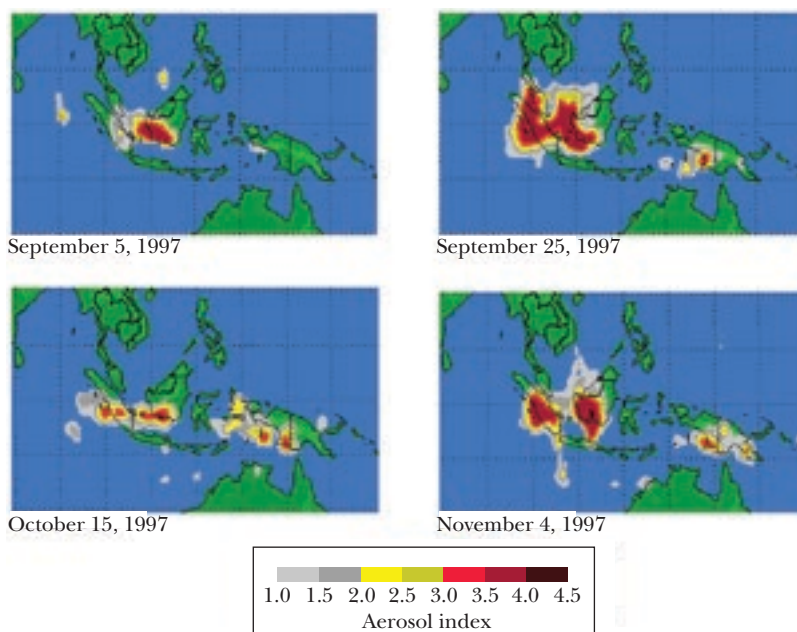 September 5, 1997
September 25, 1997
October 15, 1997
November 4, 1997
1.0 1.5 2.0 2.5 3.0 3.5 4.0 4.5
Aerosol index